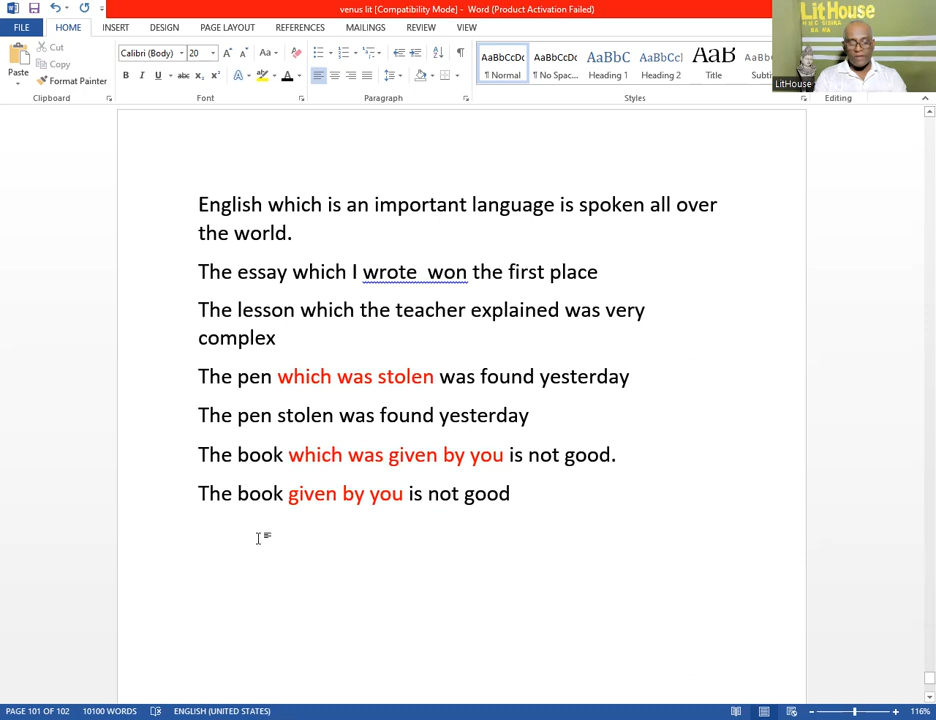 venus lit [Compatibility Mode] - Word (Product Activation Failed)
FILE HOME INSERT DESIGN PAGE LAYOUT REFERENCES MAILINGS REVIEW VIEW
Paste
Cut
Copy
Format Painter
Clipboard
Calibri (Body) 20
Font
Paragraph
AaBbCcDc AaBbCcDc AaBbC AaBbCcl AaB AaBbCcD
¶ Normal ¶ No Spac... Heading 1 Heading 2 Title Subti
Styles
Editing
LitHouse
LitHouse
English which is an important language is spoken all over
the world.
The essay which I wrote  won the first place
The lesson which the teacher explained was very
complex
The pen which was stolen was found yesterday
The pen stolen was found yesterday
The book which was given by you is not good.
The book given by you is not good
PAGE 101 OF 102 10100 WORDS ENGLISH (UNITED STATES) 116%